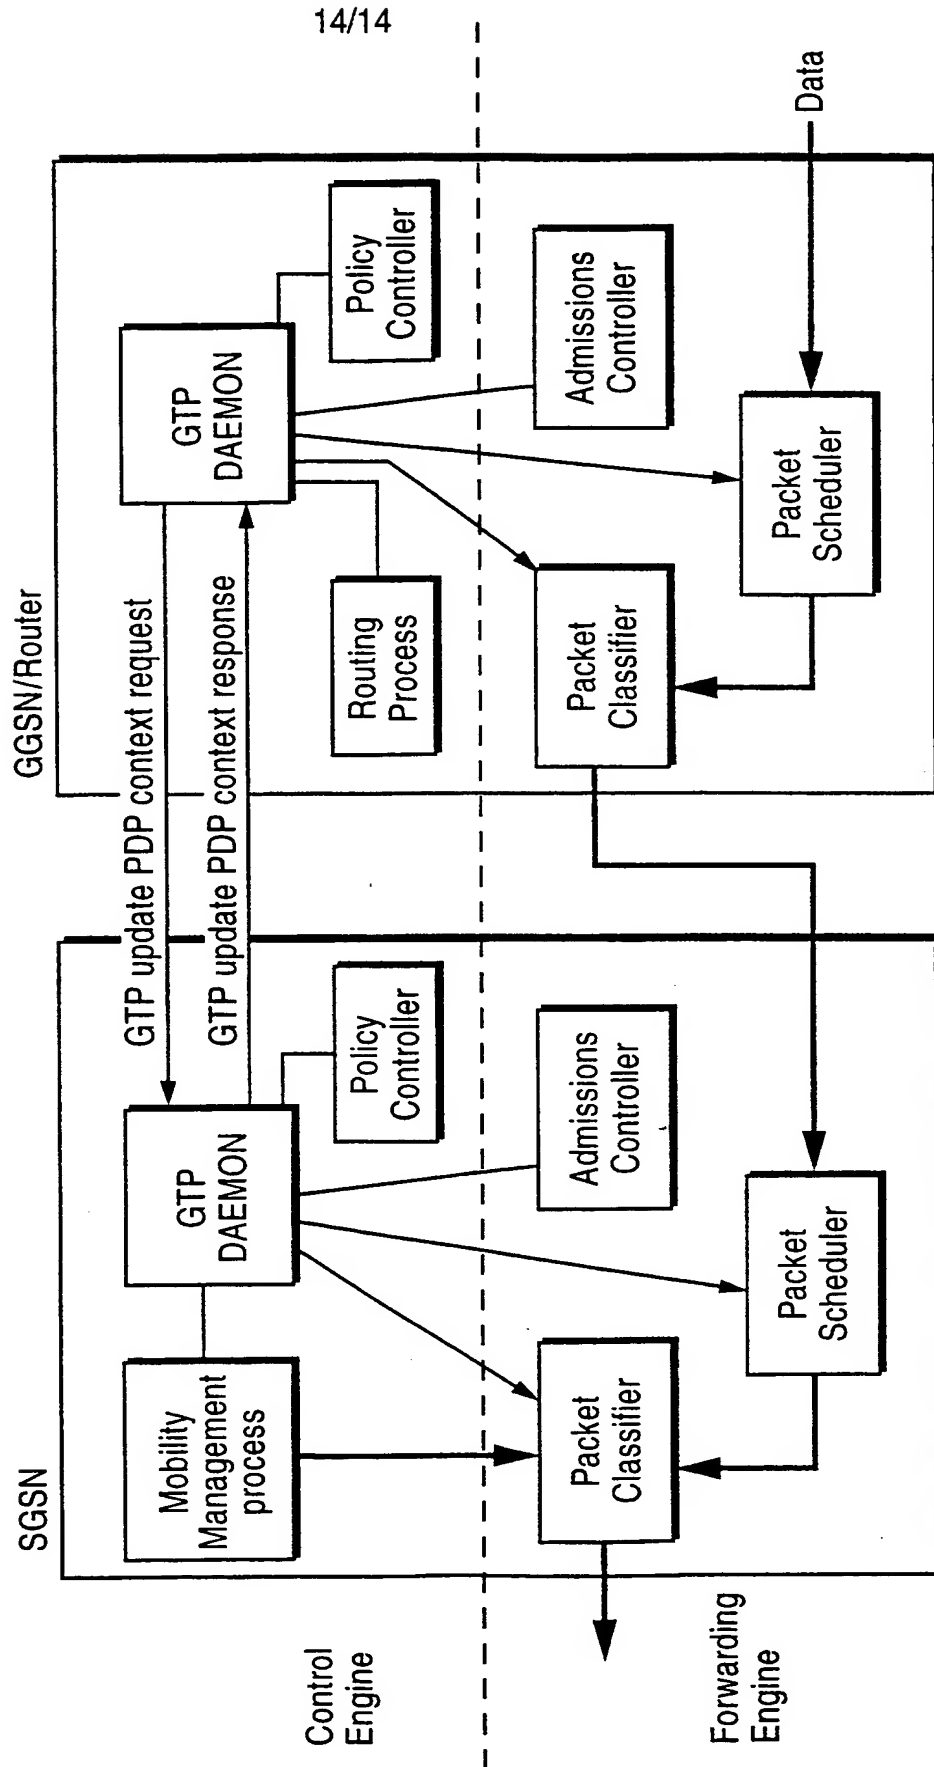 14/14
SGSN
GGSN/Router
GTP update PDP context request
GTP update PDP context response
Mobility
Management
process
GTP
DAEMON
Policy
Controller
GTP
DAEMON
Policy
Controller
Routing
Process
Control
Engine
Forwarding
Engine
Packet
Classifier
Admissions
Controller
Packet
Scheduler
Packet
Classifier
Admissions
Controller
Packet
Scheduler
Data